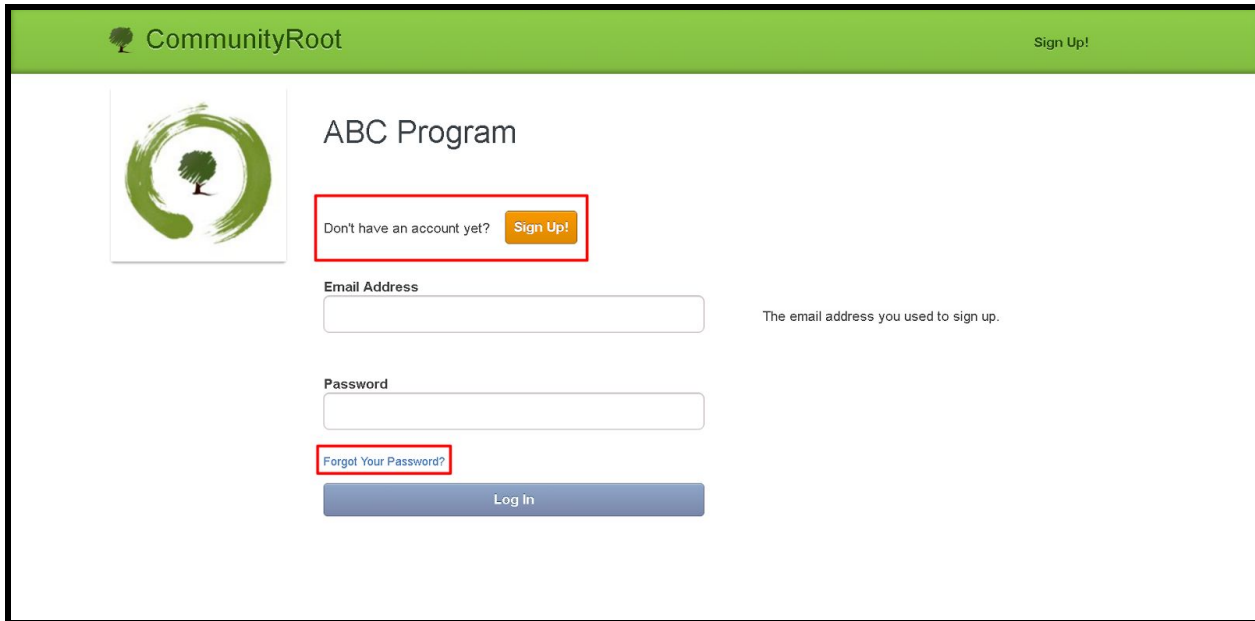 CommunityRoot
Sign Up!
ABC Program
Don't have an account yet? Sign Up!
Email Address
The email address you used to sign up.
Password
Forgot Your Password?
Log In